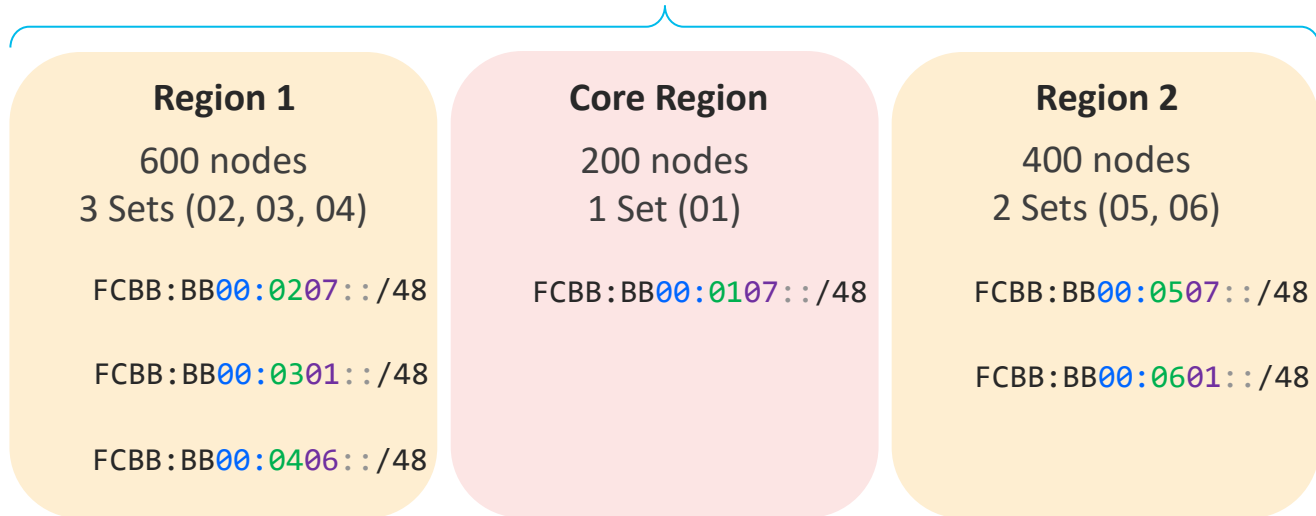 Region 1
600 nodes
3 Sets (02, 03, 04)
FCBB:BB00:0207::/48
FCBB:BB00:0301::/48
FCBB:BB00:0406::/48
Core Region
200 nodes
1 Set (01)
FCBB:BB00:0107::/48
Region 2
400 nodes
2 Sets (05, 06)
FCBB:BB00:0507::/48
FCBB:BB00:0601::/48